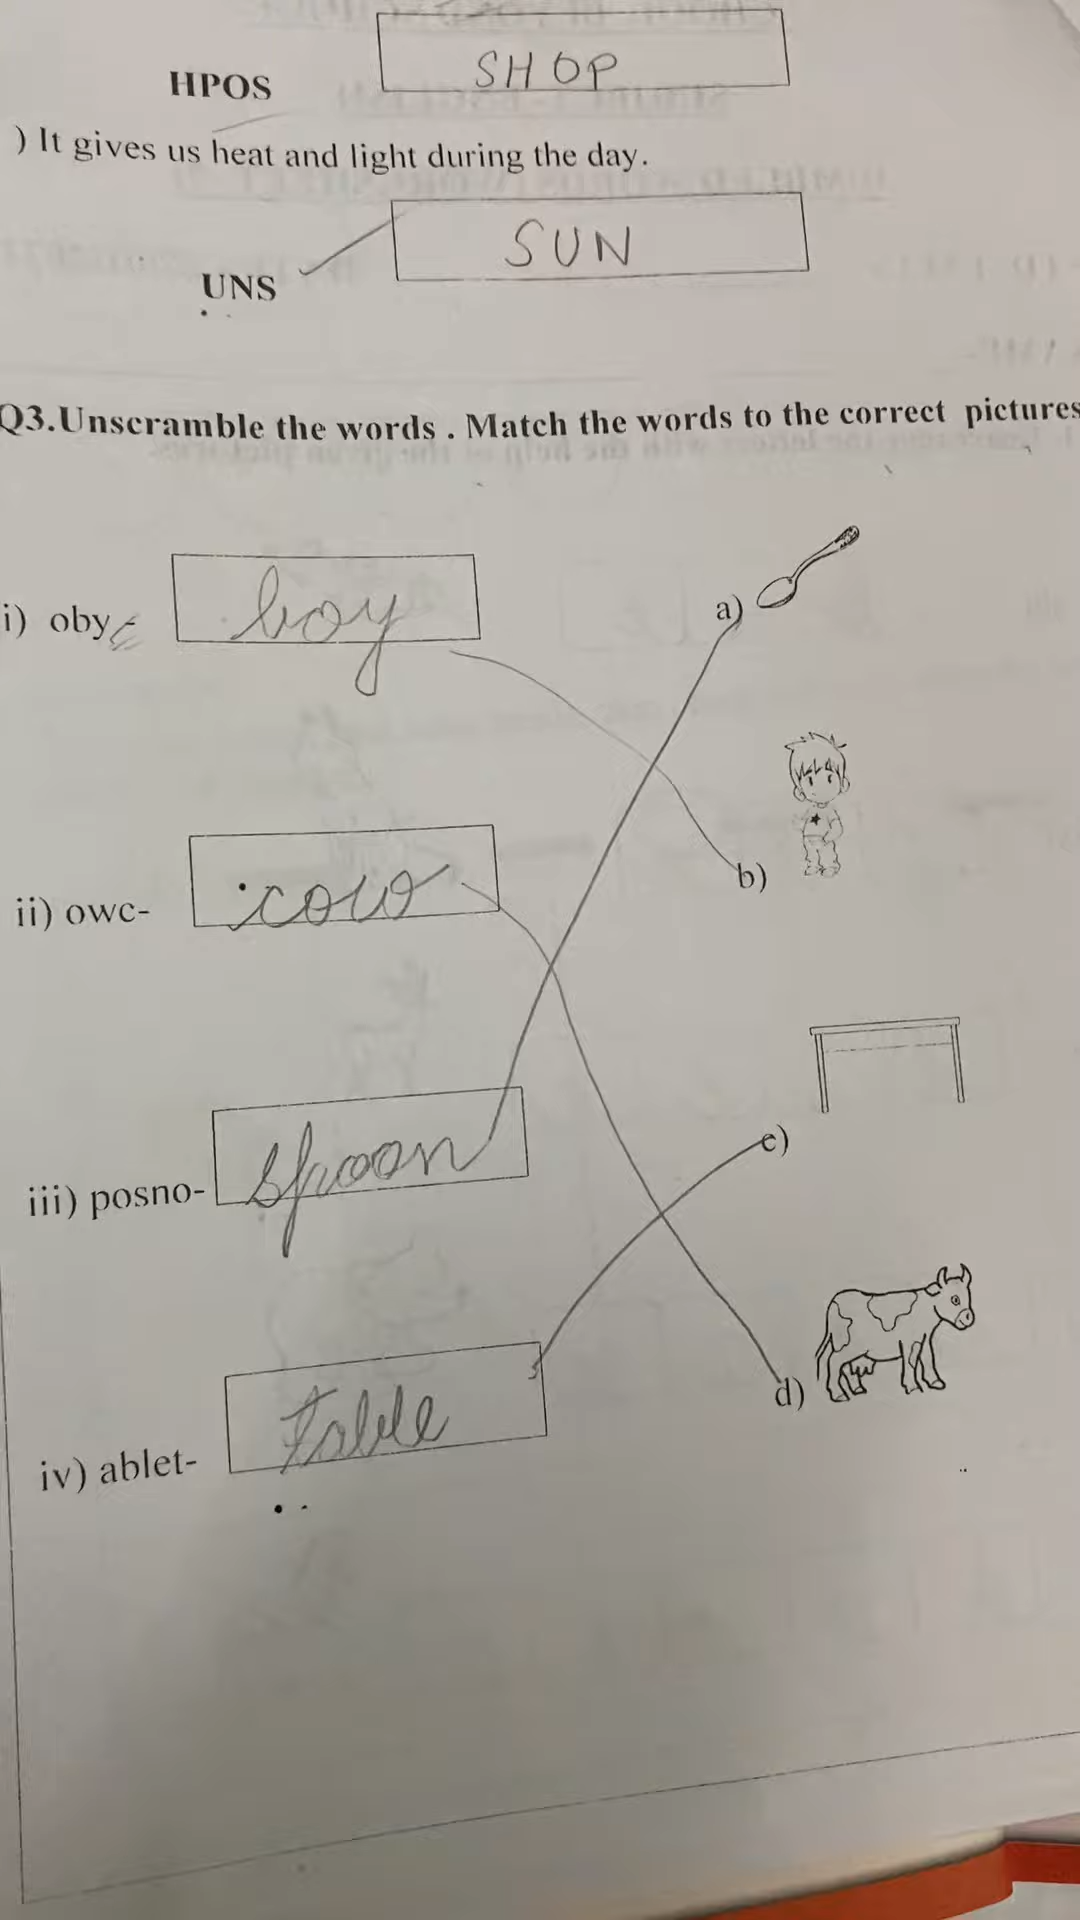 SHOP
HPOS
) It gives us heat and light during the day.
SUN
UNS
Q3.Unscramble the words . Match the words to the correct pictures
i) oby- boy
a)
b)
ii) owc- cow
iii) posno- spoon
c)
iv) ablet- table
d)